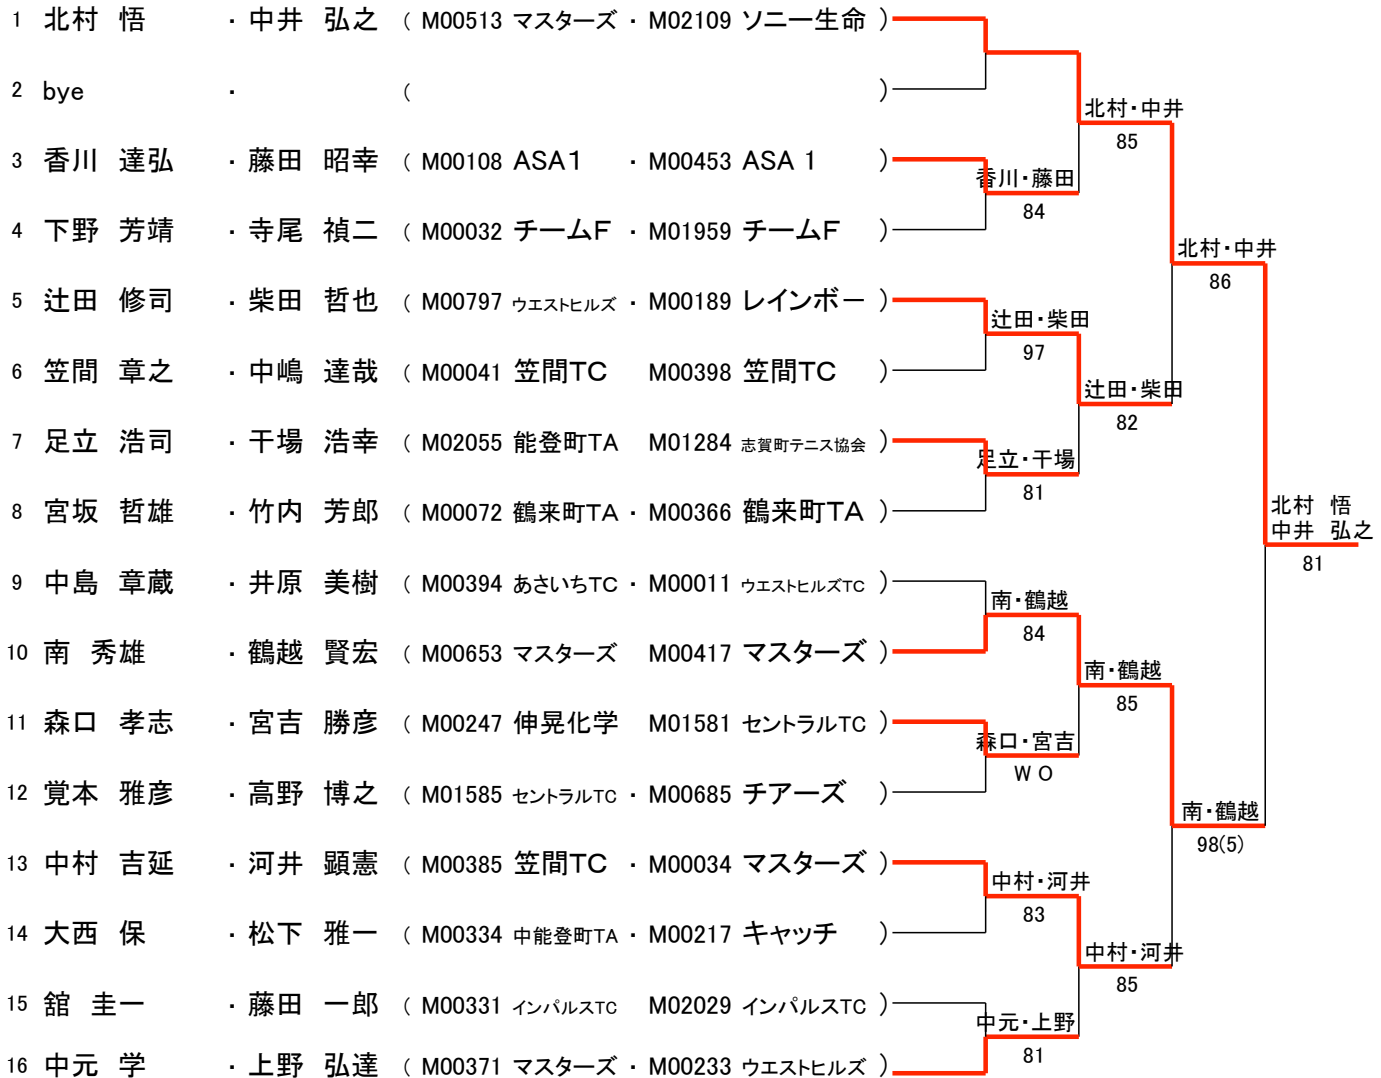 1 北村 悟 ・ 中井 弘之 ( M00513 マスターズ ・ M02109 ソニー生命 )
2 bye ・ ( )
北村・中井
85
3 香川 達弘 ・ 藤田 昭幸 ( M00108 ASA1 ・ M00453 ASA 1 )
香川・藤田
84
4 下野 芳靖 ・ 寺尾 禎二 ( M00032 チームF ・ M01959 チームF )
北村・中井
86
5 辻田 修司 ・ 柴田 哲也 ( M00797 ウエストヒルズ ・ M00189 レインボー )
辻田・柴田
97
6 笠間 章之 ・ 中嶋 達哉 ( M00041 笠間TC M00398 笠間TC )
辻田・柴田
82
7 足立 浩司 ・ 干場 浩幸 ( M02055 能登町TA M01284 志賀町テニス協会 )
足立・干場
81
8 宮坂 哲雄 ・ 竹内 芳郎 ( M00072 鶴来町TA ・ M00366 鶴来町TA )
北村 悟
中井 弘之
81
9 中島 章蔵 ・ 井原 美樹 ( M00394 あさいちTC ・ M00011 ウエストヒルズTC )
南・鶴越
84
10 南 秀雄 ・ 鶴越 賢宏 ( M00653 マスターズ M00417 マスターズ )
南・鶴越
85
11 森口 孝志 ・ 宮吉 勝彦 ( M00247 伸晃化学 M01581 セントラルTC )
森口・宮吉
W O
12 覚本 雅彦 ・ 高野 博之 ( M01585 セントラルTC ・ M00685 チアーズ )
南・鶴越
98(5)
13 中村 吉延 ・ 河井 顕憲 ( M00385 笠間TC ・ M00034 マスターズ )
中村・河井
83
14 大西 保 ・ 松下 雅一 ( M00334 中能登町TA ・ M00217 キャッチ )
中村・河井
85
15 舘 圭一 ・ 藤田 一郎 ( M00331 インパルスTC M02029 インパルスTC )
中元・上野
81
16 中元 学 ・ 上野 弘達 ( M00371 マスターズ ・ M00233 ウエストヒルズ )